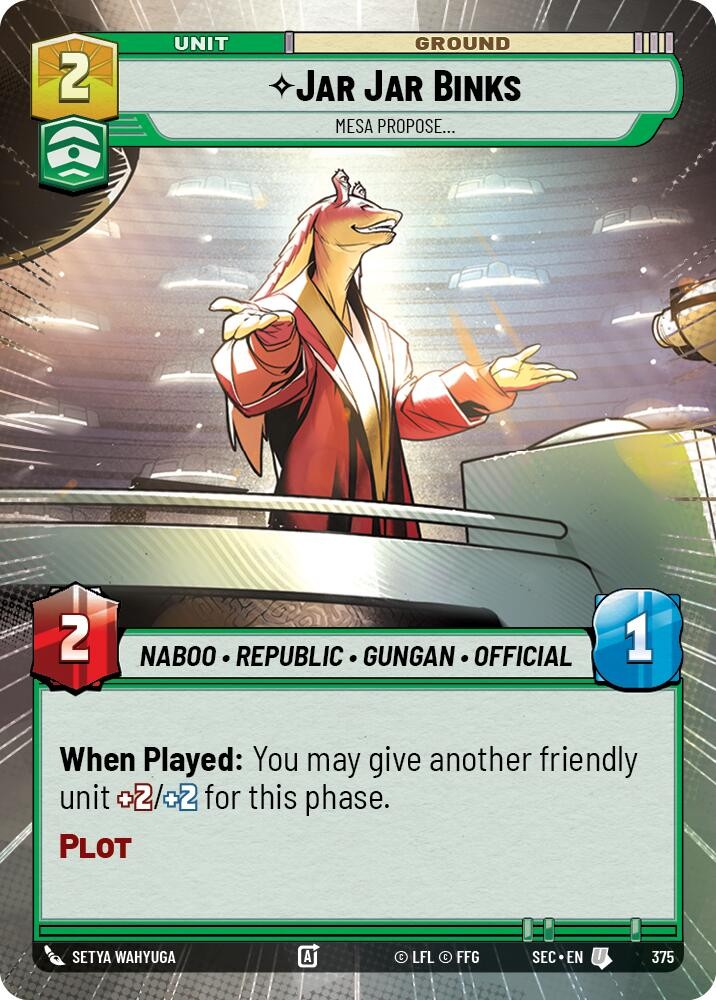 UNIT
GROUND
2
✧JAR JAR BINKS
MESA PROPOSE...
2
NABOO • REPUBLIC • GUNGAN • OFFICIAL
1
When Played: You may give another friendly
unit +2/+2 for this phase.
PLOT
SETYA WAHYUGA
A
© LFL © FFG
SEC • EN
U
375